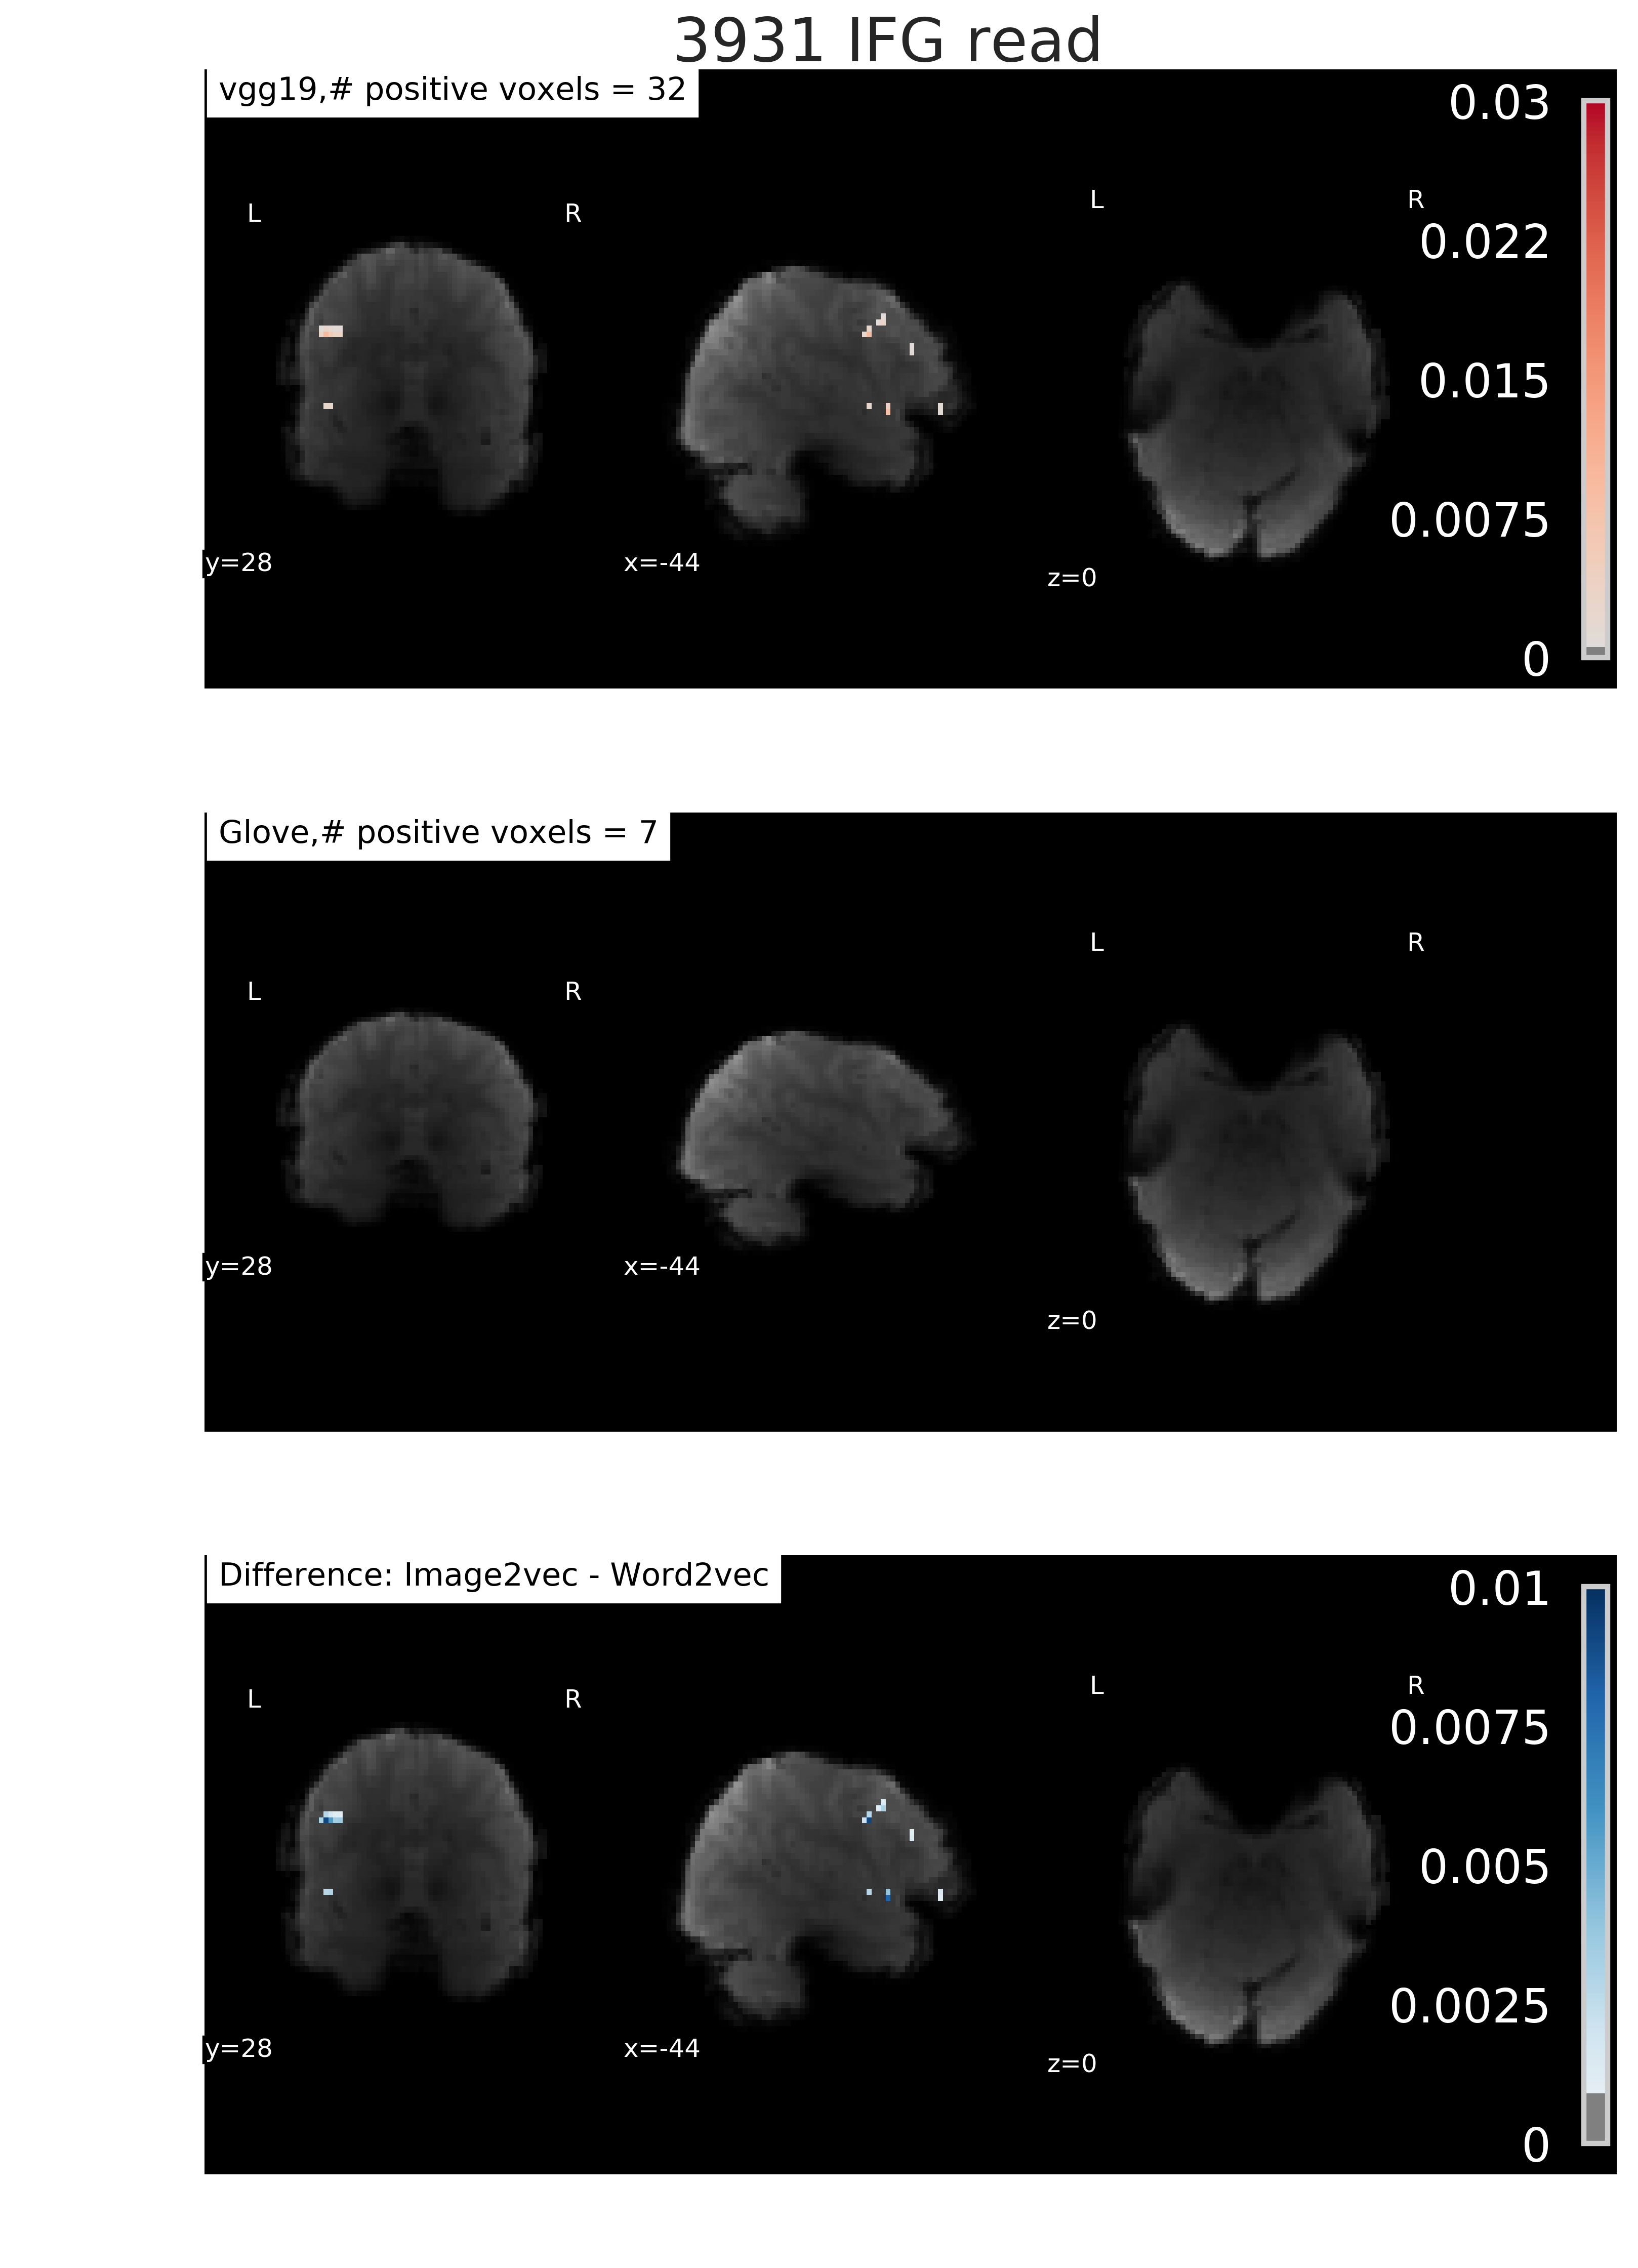 3931 IFG read
vgg19,# positive voxels = 32
0.03
L
R
L
R
0.022
0.015
0.0075
y=28
x=-44
z=0
0
Glove,# positive voxels = 7
L
R
L
R
y=28
x=-44
z=0
Difference: Image2vec - Word2vec
0.01
L
R
L
R
0.0075
0.005
0.0025
y=28
x=-44
z=0
0